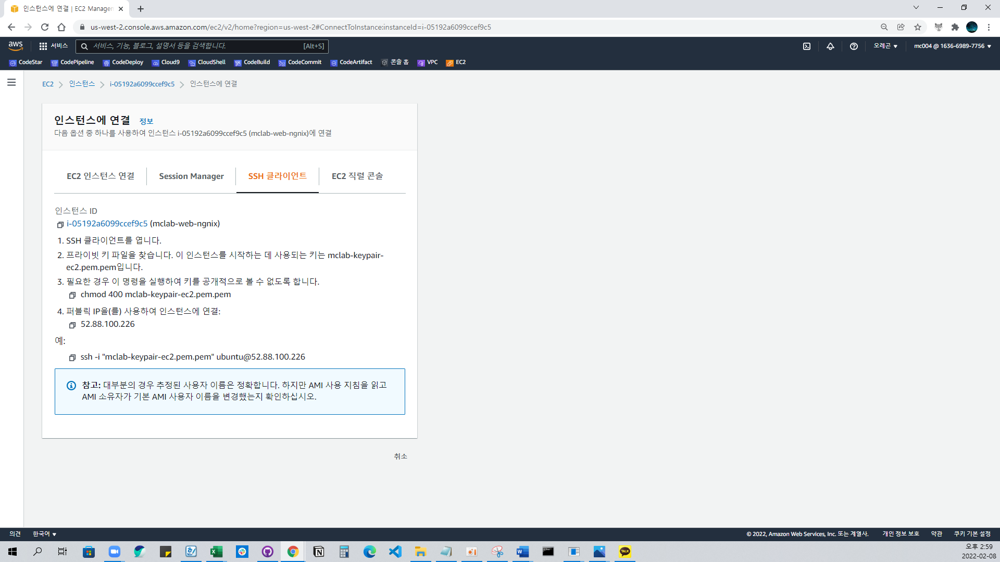 인스턴스에 연결 | EC2 Manager
us-west-2.console.aws.amazon.com/ec2/v2/home?region=us-west-2#ConnectToInstance:instanceId=i-05192a6099ccef9c5
aws 서비스 서비스, 기능, 블로그, 설명서 등을 검색합니다. [Alt+S] 오레곤 mc004 @ 1636-6989-7756
CodeStar CodePipeline CodeDeploy Cloud9 CloudShell CodeBuild CodeCommit CodeArtifact 콘솔 홈 VPC EC2
EC2 인스턴스 i-05192a6099ccef9c5 인스턴스에 연결
인스턴스에 연결 정보
다음 옵션 중 하나를 사용하여 인스턴스 i-05192a6099ccef9c5 (mclab-web-ngnix)에 연결
EC2 인스턴스 연결 Session Manager SSH 클라이언트 EC2 직렬 콘솔
인스턴스 ID
i-05192a6099ccef9c5 (mclab-web-ngnix)
1. SSH 클라이언트를 엽니다.
2. 프라이빗 키 파일을 찾습니다. 이 인스턴스를 시작하는 데 사용되는 키는 mclab-keypair-
ec2.pem.pem입니다.
3. 필요한 경우 이 명령을 실행하여 키를 공개적으로 볼 수 없도록 합니다.
chmod 400 mclab-keypair-ec2.pem.pem
4. 퍼블릭 IP을(를) 사용하여 인스턴스에 연결:
52.88.100.226
예:
ssh -i "mclab-keypair-ec2.pem.pem" ubuntu@52.88.100.226
참고: 대부분의 경우 추정된 사용자 이름은 정확합니다. 하지만 AMI 사용 지침을 읽고
AMI 소유자가 기본 AMI 사용자 이름을 변경했는지 확인하십시오.
취소
의견 한국어 © 2022, Amazon Web Services, Inc. 또는 계열사. 개인 정보 보호 약관 쿠키 기본 설정
TALK
오후 2:59
2022-02-08